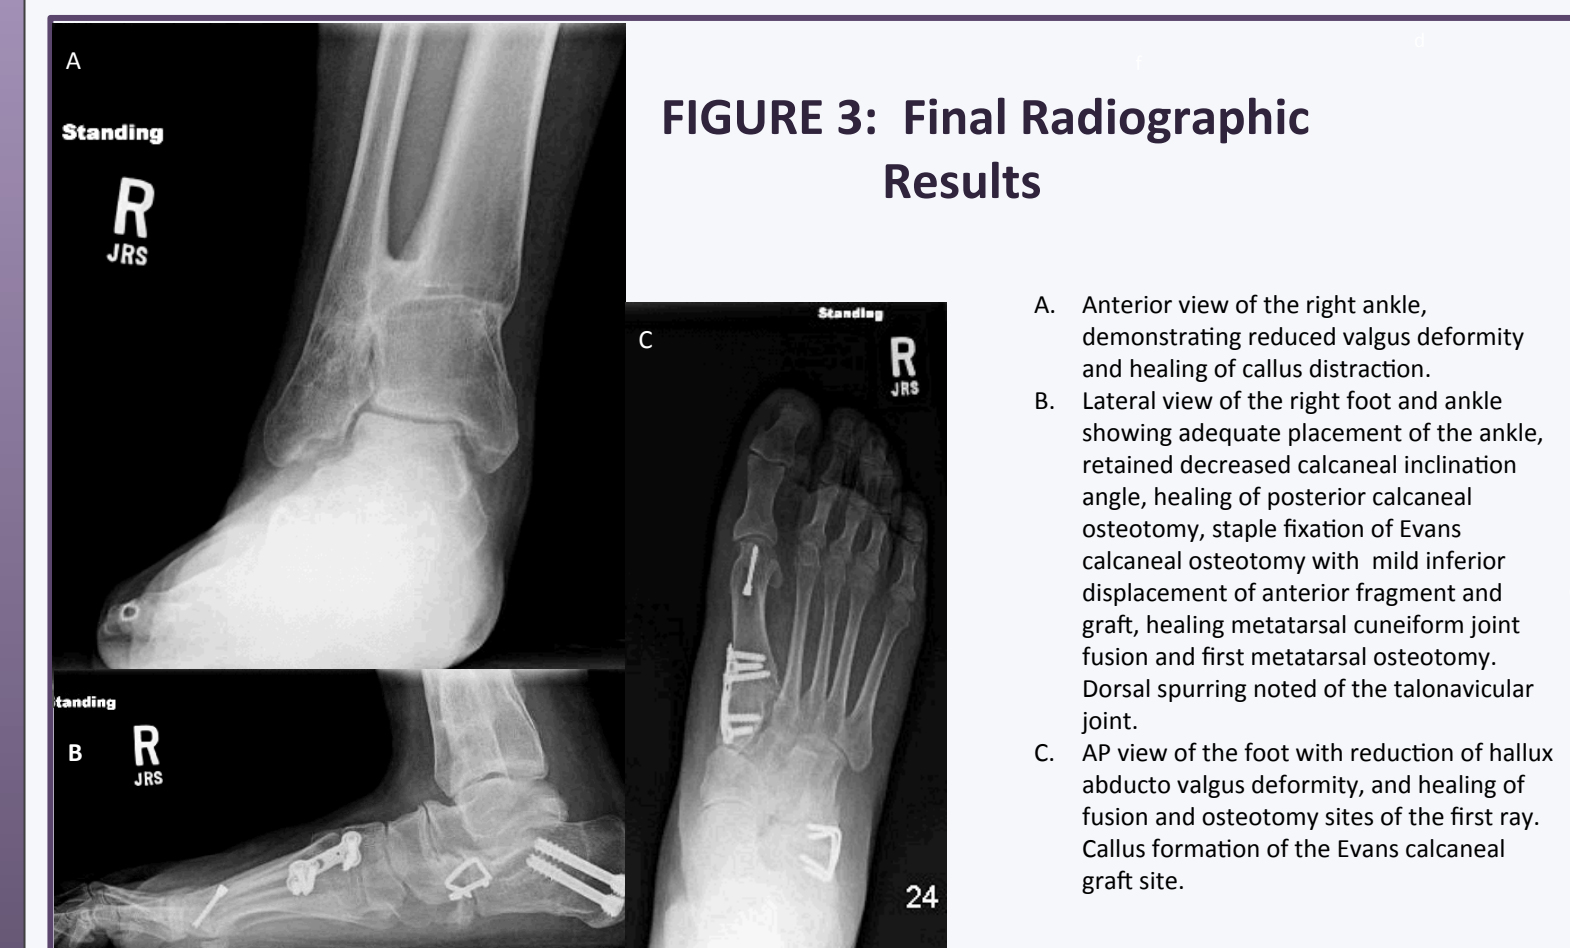 d
f
FIGURE 3: Final Radiographic
Results
A
Standing
R
JRS
tanding
B
R
JRS
Standing
C
R
JRS
24
A. Anterior view of the right ankle,
demonstrating reduced valgus deformity
and healing of callus distraction.
B. Lateral view of the right foot and ankle
showing adequate placement of the ankle,
retained decreased calcaneal inclination
angle, healing of posterior calcaneal
osteotomy, staple fixation of Evans
calcaneal osteotomy with mild inferior
displacement of anterior fragment and
graft, healing metatarsal cuneiform joint
fusion and first metatarsal osteotomy.
Dorsal spurring noted of the talonavicular
joint.
C. AP view of the foot with reduction of hallux
abducto valgus deformity, and healing of
fusion and osteotomy sites of the first ray.
Callus formation of the Evans calcaneal
graft site.